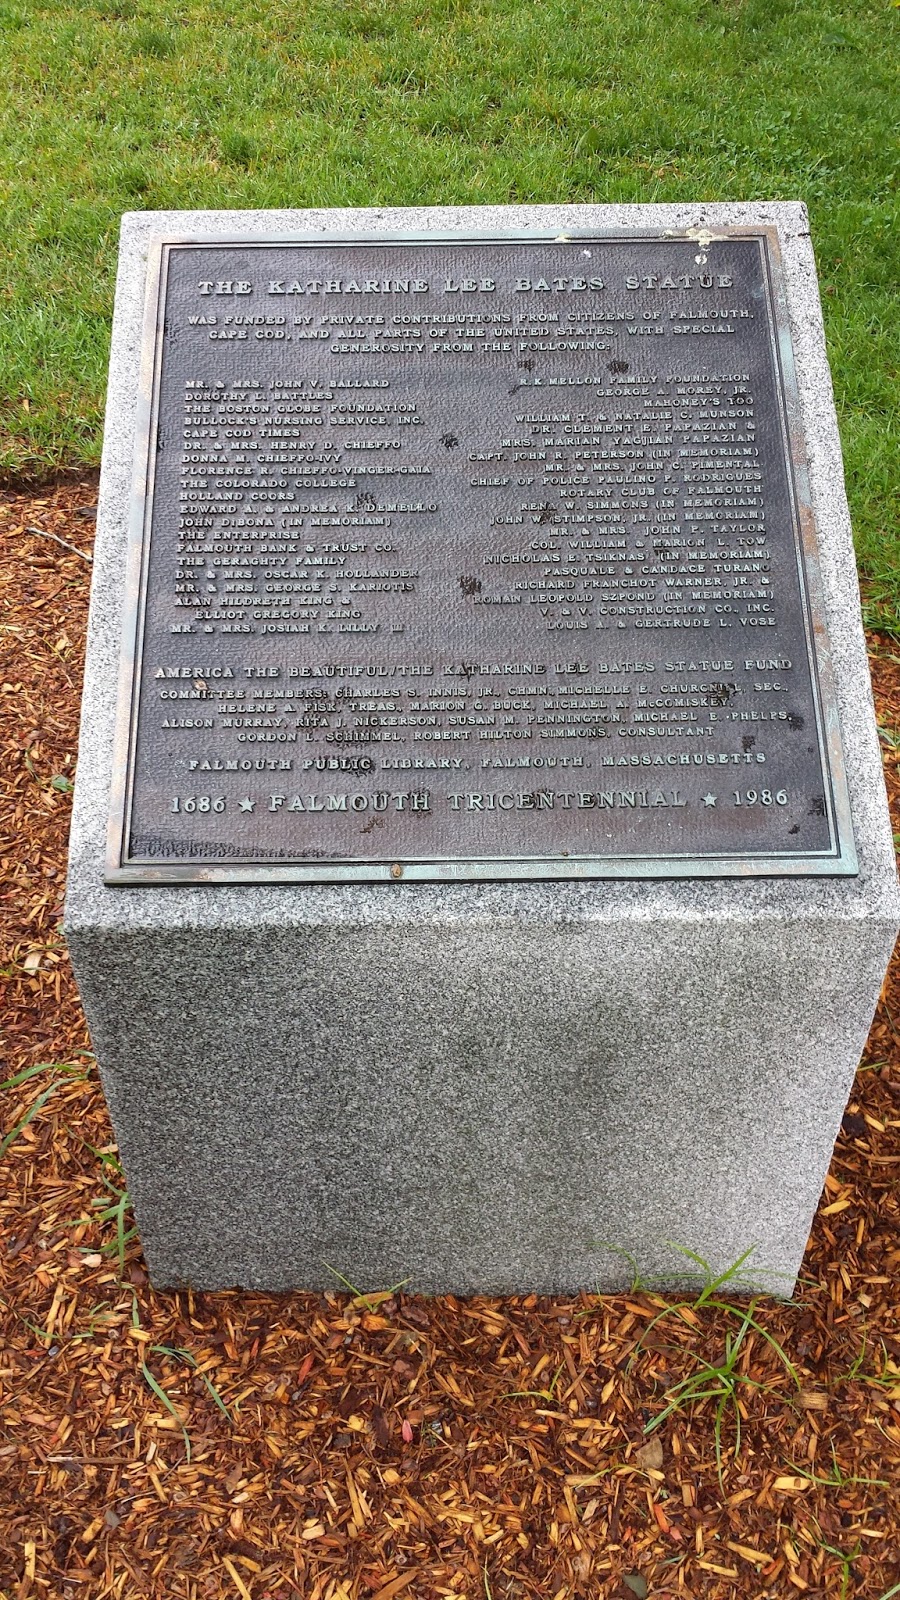 THE KATHARINE LEE BATES STATUE
WAS FUNDED BY PRIVATE CONTRIBUTIONS FROM CITIZENS OF FALMOUTH,
CAPE COD, AND ALL PARTS OF THE UNITED STATES, WITH SPECIAL
GENEROSITY FROM THE FOLLOWING:
MR. & MRS. JOHN V. BALLARD
DOROTHY L. BATTLES
THE BOSTON GLOBE FOUNDATION
BULLOCK'S NURSING SERVICE, INC.
CAPE COD TIMES
DR. & MRS. HENRY D. CHIEFFO
DONNA M. CHIEFFO-IVY
FLORENCE R. CHIEFFO-VINGER-GAIA
THE COLORADO COLLEGE
HOLLAND COORS
EDWARD A. & ANDREA K. DEMELLO
JOHN DIBONA (IN MEMORIAM)
THE ENTERPRISE
FALMOUTH BANK & TRUST CO.
THE GERAGHTY FAMILY
DR. & MRS. OSCAR K. HOLLANDER
MR. & MRS. GEORGE S. KARIOTIS
ALAN HILDRETH KING &
ELLIOT GREGORY KING
MR. & MRS. JOSIAH K. LILLY III
R.K. MELLON FAMILY FOUNDATION
GEORGE A. MOREY, JR.
MAHONEY'S TOO
WILLIAM T. & NATALIE C. MUNSON
DR. CLEMENT E. PAPAZIAN &
MRS. MARIAN YAGJIAN PAPAZIAN
CAPT. JOHN R. PETERSON (IN MEMORIAM)
MR. & MRS. JOHN C. PIMENTAL
CHIEF OF POLICE PAULINO P. RODRIGUES
ROTARY CLUB OF FALMOUTH
RENA W. SIMMONS (IN MEMORIAM)
JOHN W. STIMPSON, JR. (IN MEMORIAM)
MR. & MRS. JOHN P. TAYLOR
COL. WILLIAM & MARION L. TOW
NICHOLAS E. TSIKNAS (IN MEMORIAM)
PASQUALE & CANDACE TURANO
RICHARD FRANCHOT WARNER, JR. &
ROMAN LEOPOLD SZPOND (IN MEMORIAM)
V. & V. CONSTRUCTION CO., INC.
LOUIS A. & GERTRUDE L. VOSE
AMERICA THE BEAUTIFUL/THE KATHARINE LEE BATES STATUE FUND
COMMITTEE MEMBERS: CHARLES S. INNIS, JR., CHMN., MICHELLE E. CHURCHILL, SEC.,
HELENE A. FISK, TREAS., MARION G. BUCK, MICHAEL A. McCOMISKEY,
ALISON MURRAY, RITA J. NICKERSON, SUSAN M. PENNINGTON, MICHAEL E. PHELPS,
GORDON L. SCHIMMEL, ROBERT HILTON SIMMONS, CONSULTANT
FALMOUTH PUBLIC LIBRARY, FALMOUTH, MASSACHUSETTS
1686 ★ FALMOUTH TRICENTENNIAL ★ 1986